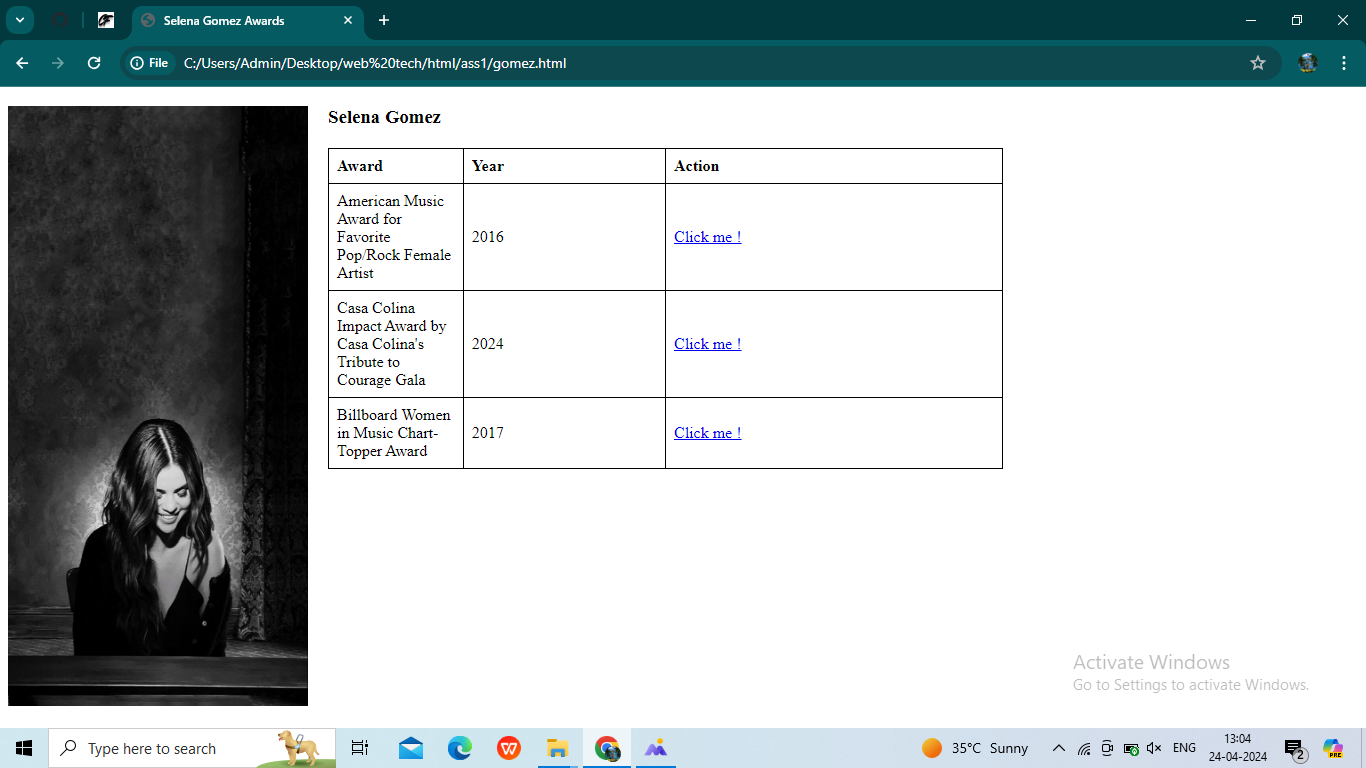 Selena Gomez Awards
File
C:/Users/Admin/Desktop/web%20tech/html/ass1/gomez.html
Selena Gomez
Award Year Action
American Music
Award for
Favorite
Pop/Rock Female
Artist
2016
Click me !
Casa Colina
Impact Award by
Casa Colina's
Tribute to
Courage Gala
2024
Click me !
Billboard Women
in Music Chart-
Topper Award
2017
Click me !
Activate Windows
Go to Settings to activate Windows.
Type here to search
W
35°C Sunny
ENG
13:04
24-04-2024
2
PRE